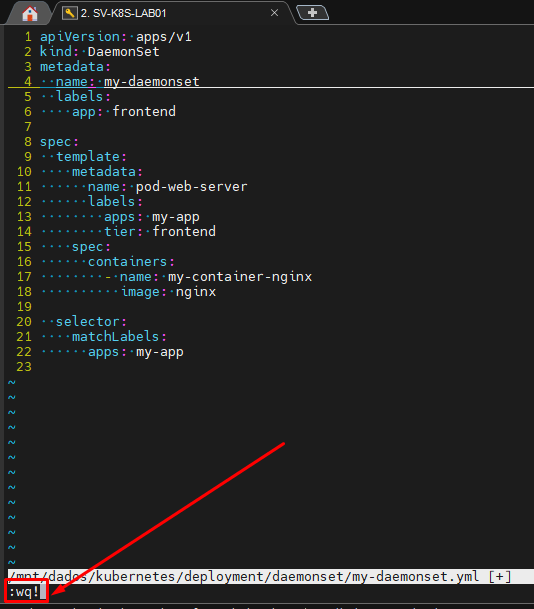 2. SV-K8S-LAB01
1 apiVersion: apps/v1
2 kind: DaemonSet
3 metadata:
4 name: my-daemonset
5 labels:
6 app: frontend
7
8 spec:
9 template:
10 metadata:
11 name: pod-web-server
12 labels:
13 apps: my-app
14 tier: frontend
15 spec:
16 containers:
17 - name: my-container-nginx
18 image: nginx
19
20 selector:
21 matchLabels:
22 apps: my-app
23
~
~
~
~
~
~
~
~
~
~
~
~
~
/mnt/dados/kubernetes/deployment/daemonset/my-daemonset.yml [+]
:wq!